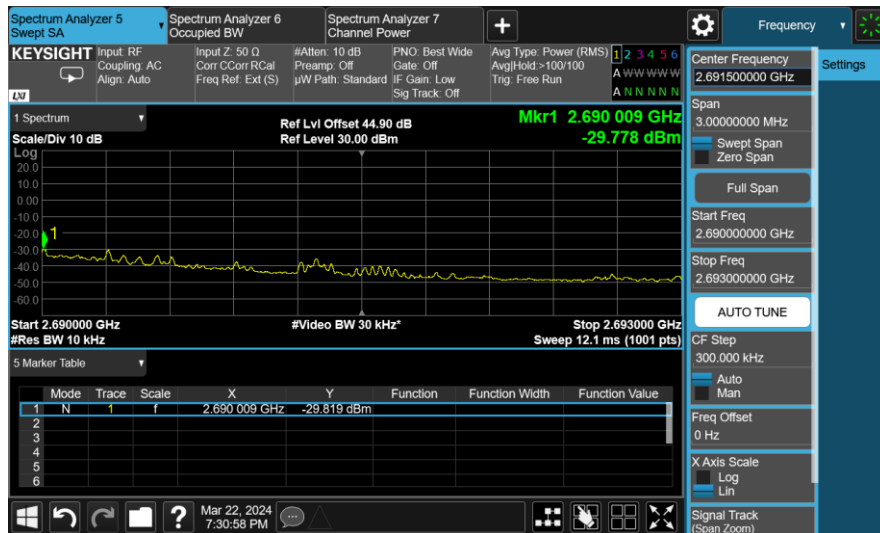 Spectrum Analyzer 5
Swept SA
Spectrum Analyzer 6
Occupied BW
Spectrum Analyzer 7
Channel Power
+
Frequency
KEYSIGHT
LXI
Input: RF
Coupling: AC
Align: Auto
Input Z: 50 Ω
Corr CCorr RCal
Freq Ref: Ext (S)
#Atten: 10 dB
Preamp: Off
µW Path: Standard
PNO: Best Wide
Gate: Off
IF Gain: Low
Sig Track: Off
Avg Type: Power (RMS)
Avg|Hold:>100/100
Trig: Free Run
1 2 3 4 5 6
A W W W W W
A N N N N N
1 Spectrum
Scale/Div 10 dB
Log
Ref Lvl Offset 44.90 dB
Ref Level 30.00 dBm
Mkr1 2.690 009 GHz
-29.778 dBm
20.0
10.0
0.00
-10.0
-20.0
-30.0
-40.0
-50.0
-60.0
1
Start 2.690000 GHz
#Res BW 10 kHz
#Video BW 30 kHz*
Stop 2.693000 GHz
Sweep 12.1 ms (1001 pts)
5 Marker Table
Mode Trace Scale X Y Function Function Width Function Value
1 N 1 f 2.690 009 GHz -29.819 dBm
2
3
4
5
6
?
Mar 22, 2024
7:30:58 PM
Center Frequency
2.691500000 GHz
Span
3.00000000 MHz
Swept Span
Zero Span
Full Span
Start Freq
2.690000000 GHz
Stop Freq
2.693000000 GHz
AUTO TUNE
CF Step
300.000 kHz
Auto
Man
Freq Offset
0 Hz
X Axis Scale
Log
Lin
Signal Track
(Span Zoom)
Settings